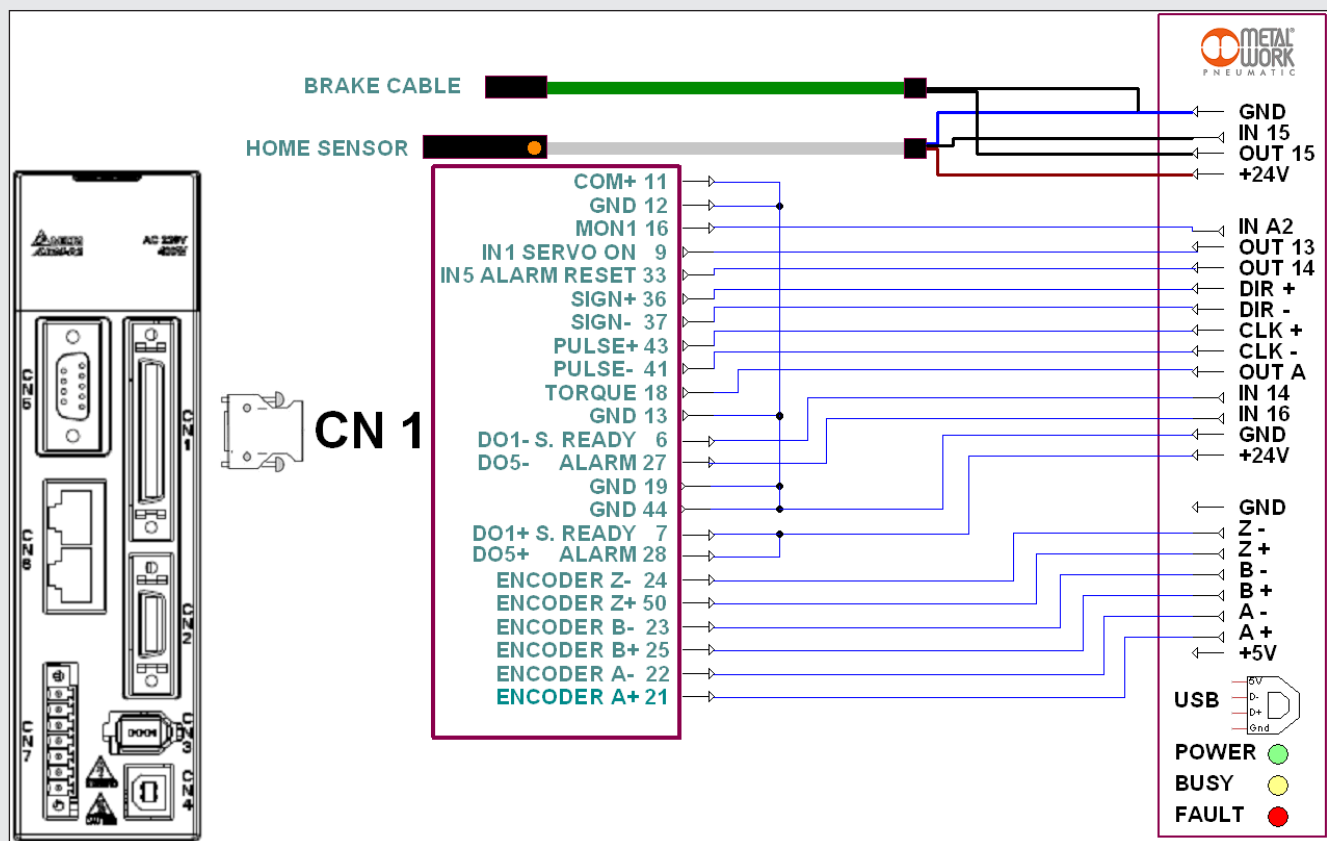 METAL®
WORK
PNEUMATIC
BRAKE CABLE
HOME SENSOR
GND
IN 15
OUT 15
+24V
COM+ 11
GND 12
MON1 16
IN1 SERVO ON 9
IN5 ALARM RESET 33
SIGN+ 36
SIGN- 37
PULSE+ 43
PULSE- 41
TORQUE 18
GND 13
DO1- S. READY 6
DO5- ALARM 27
GND 19
GND 44
DO1+ S. READY 7
DO5+ ALARM 28
ENCODER Z- 24
ENCODER Z+ 50
ENCODER B- 23
ENCODER B+ 25
ENCODER A- 22
ENCODER A+ 21
IN A2
OUT 13
OUT 14
DIR +
DIR -
CLK +
CLK -
OUT A
IN 14
IN 16
GND
+24V
GND
Z -
Z +
B -
B +
A -
A +
+5V
USB
5V
D-
D+
Gnd
POWER
BUSY
FAULT
CN 1
AC 220V
400W
CN5
CN1
CN6
CN2
CN7
CN3
CN4